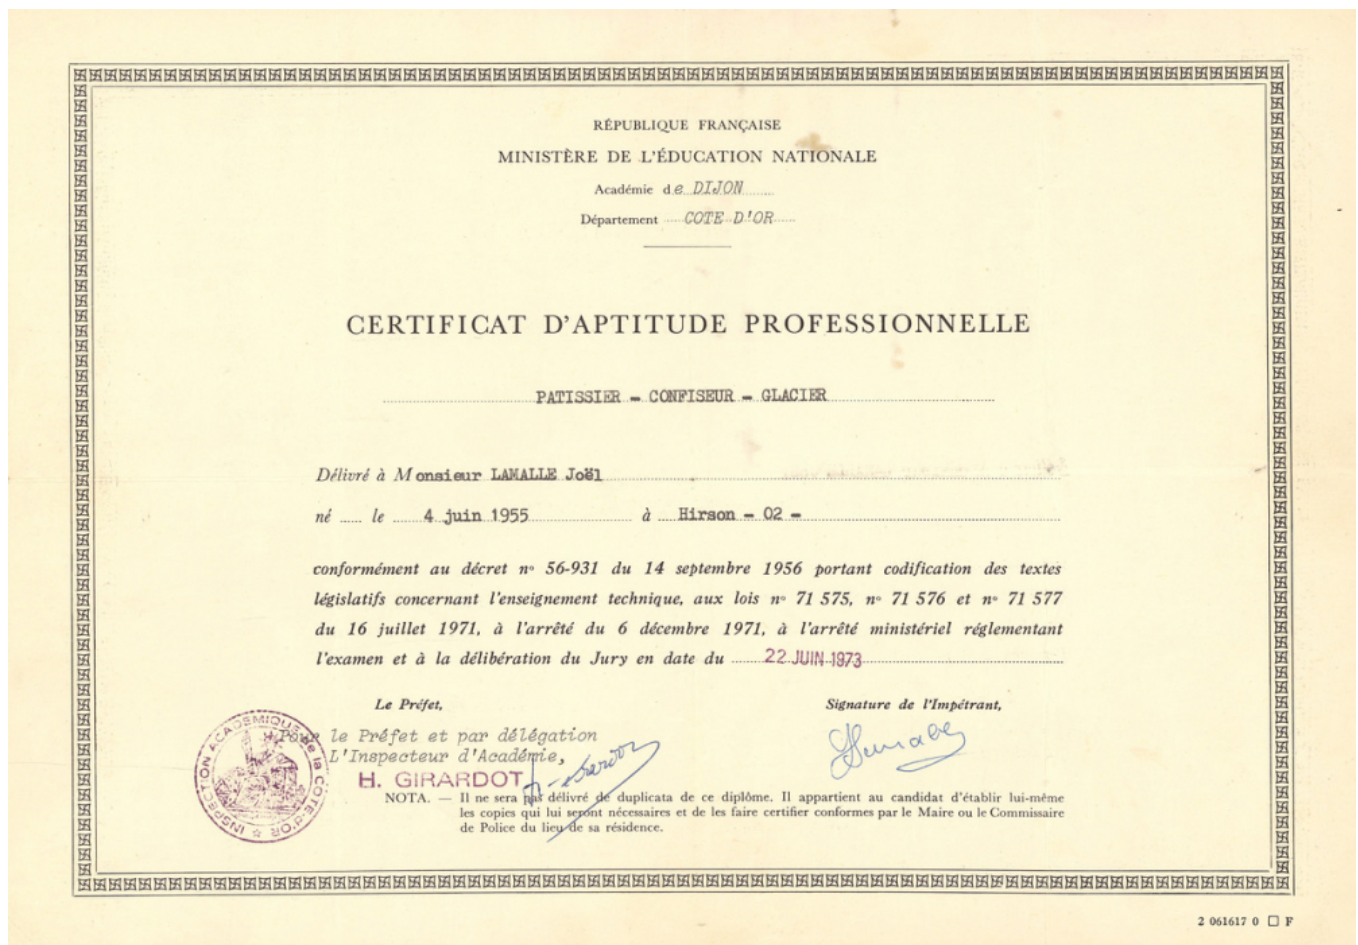 RÉPUBLIQUE FRANÇAISE
MINISTÈRE DE L'ÉDUCATION NATIONALE
Académie de DIJON
Département COTE D'OR
CERTIFICAT D'APTITUDE PROFESSIONNELLE
PATISSIER - CONFISEUR - GLACIER
Délivré à Monsieur LAMALLE Joël
né le 4 juin 1955 à Hirson - 02 -
conformément au décret nº 56-931 du 14 septembre 1956 portant codification des textes
législatifs concernant l'enseignement technique, aux lois nº 71 575, nº 71 576 et nº 71 577
du 16 juillet 1971, à l'arrêté du 6 décembre 1971, à l'arrêté ministériel réglementant
l'examen et à la délibération du Jury en date du 22 JUIN 1973
Le Préfet, Signature de l'Impétrant,
Pour le Préfet et par délégation
L'Inspecteur d'Académie,
H. GIRARDOT
INSPECTION ACADEMIQUE de la COTE-d'OR
NOTA. — Il ne sera pas délivré de duplicata de ce diplôme. Il appartient au candidat d'établir lui-même
les copies qui lui seront nécessaires et de les faire certifier conformes par le Maire ou le Commissaire
de Police du lieu de sa résidence.
2 061617 0 □ F